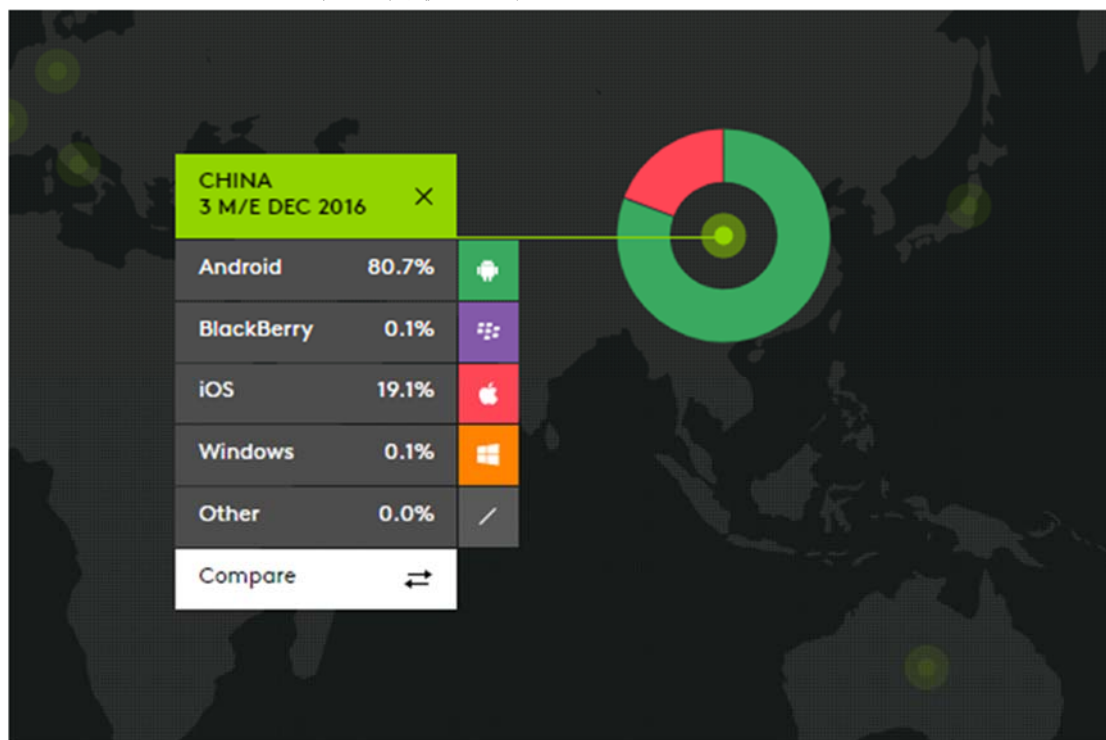 CHINA
3 M/E DEC 2016
Android 80.7%
BlackBerry 0.1%
iOS 19.1%
Windows 0.1%
Other 0.0%
Compare